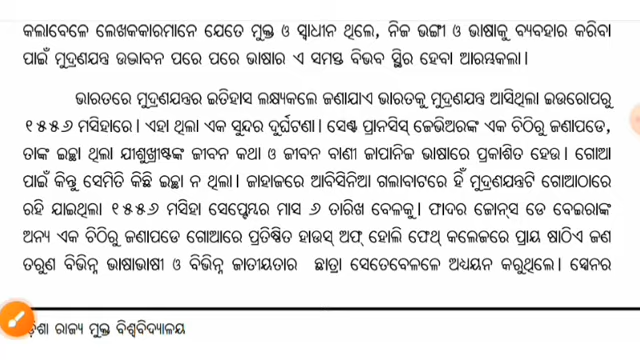 କଲାବେଳେ ଲେଖକକାରମାନେ ଯେତେ ମୁକ୍ତ ଓ ସ୍ୱାଧୀନ ଥିଲେ, ନିଜ ଭଙ୍ଗୀ ଓ ଭାଷାକୁ ବ୍ୟବହାର କରିବା
ପାଇଁ ମୁଦ୍ରଣଯନ୍ତ୍ର ଉଦ୍ଭାବନ ପରେ ପରେ ଭାଷାର ଏ ସମସ୍ତ ବିଭବ ସ୍ଥିର ହେବା ଆରମ୍ଭକଲା।
ଭାରତରେ ମୁଦ୍ରଣଯନ୍ତ୍ରର ଇତିହାସ ଲକ୍ଷ୍ୟକଲେ ଜଣାଯାଏ ଭାରତକୁ ମୁଦ୍ରଣଯନ୍ତ୍ର ଆସିଥିଲା ଇଉରୋପରୁ
୧୫୫୬ ମସିହାରେ। ଏହା ଥିଲା ଏକ ସୁନ୍ଦର ଦୁର୍ଘଟଣା। ସେଣ୍ଟ ପ୍ରାନସିସ୍ ଜେଭିଅରଙ୍କ ଏକ ଚିଠିରୁ ଜଣାପଡେ,
ତାଙ୍କ ଇଚ୍ଛା ଥିଲା ଯୀଶୁଖ୍ରୀଷ୍ଟଙ୍କ ଜୀବନ କଥା ଓ ଜୀବନ ବାଣୀ ଜାପାନିଜ ଭାଷାରେ ପ୍ରକାଶିତ ହେଉ। ଗୋଆ
ପାଇଁ କିନ୍ତୁ ସେମିତି କିଛି ଇଚ୍ଛା ନ ଥିଲା। ଜାହାଜରେ ଆବିସିନିଆ ଗଲାବାଟରେ ହିଁ ମୁଦ୍ରଣଯନ୍ତ୍ରଟି ଗୋଆଠାରେ
ରହି ଯାଇଥିଲା ୧୫୫୬ ମସିହା ସେପ୍ଟେମ୍ବର ମାସ ୬ ତାରିଖ ବେଳକୁ। ଫାଦର ଜୋନ୍‌ସ ଡେ ବେଇରାଙ୍କ
ଅନ୍ୟ ଏକ ଚିଠିରୁ ଜଣାପଡେ ଗୋଆରେ ପ୍ରତିଷ୍ଠିତ ହାଉସ୍ ଅଫ୍ ହୋଲି ଫେଥ୍ କଲେଜରେ ପ୍ରାୟ ଷାଠିଏ ଜଣ
ତରୁଣ ବିଭିନ୍ନ ଭାଷାଭାଷୀ ଓ ବିଭିନ୍ନ ଜାତୀୟତାର ଛାତ୍ର। ସେତେବେଳେ ଅଧ୍ୟୟନ କରୁଥିଲେ। ସ୍ପେନର
ରାଜ୍ୟ ମୁକ୍ତ ବିଶ୍ୱବିଦ୍ୟାଳୟ